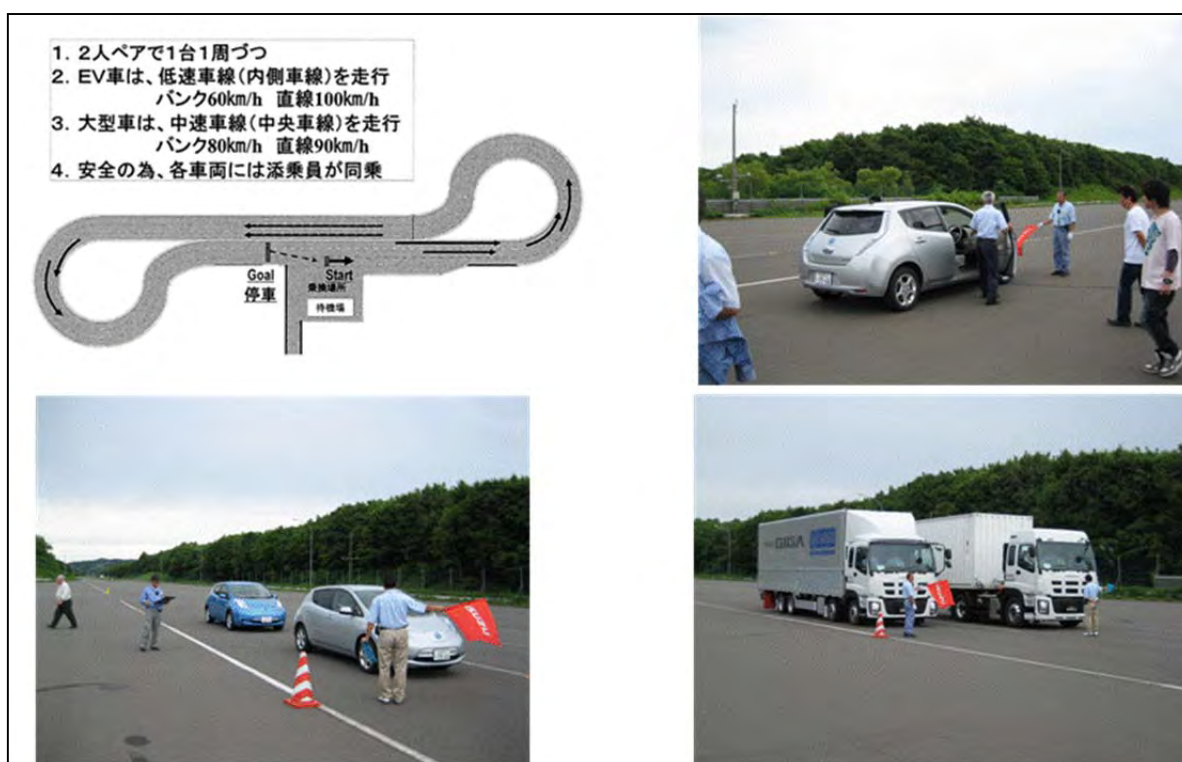 1. 2人ペアで1台1周づつ
2. EV車は、低速車線(内側車線)を走行
バンク60km/h 直線100km/h
3. 大型車は、中速車線(中央車線)を走行
バンク80km/h 直線90km/h
4. 安全の為、各車両には添乗員が同乗
Goal
停車
Start
乗換場所
待機場
ISUZU
GIGA